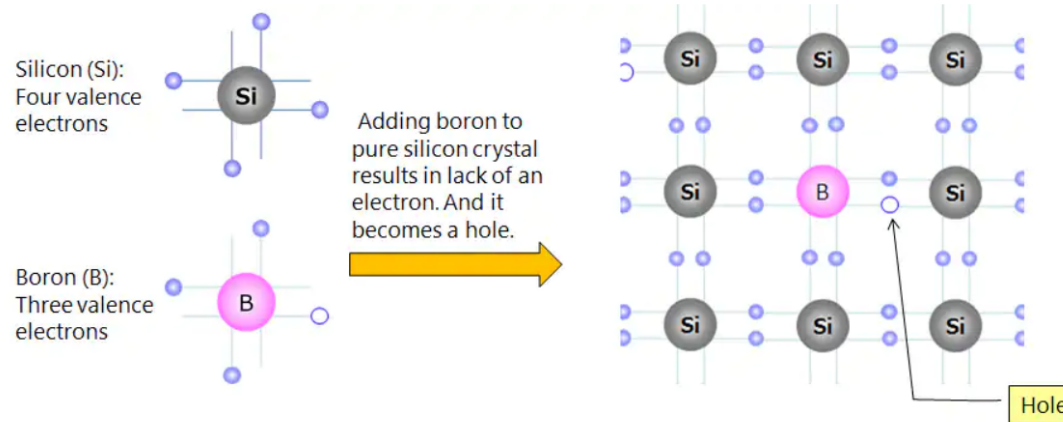 Silicon (Si):
Four valence
electrons
Si
Adding boron to
pure silicon crystal
results in lack of an
electron. And it
becomes a hole.
Boron (B):
Three valence
electrons
B
Si
Si
Si
Si
B
Si
Si
Si
Si
Hole